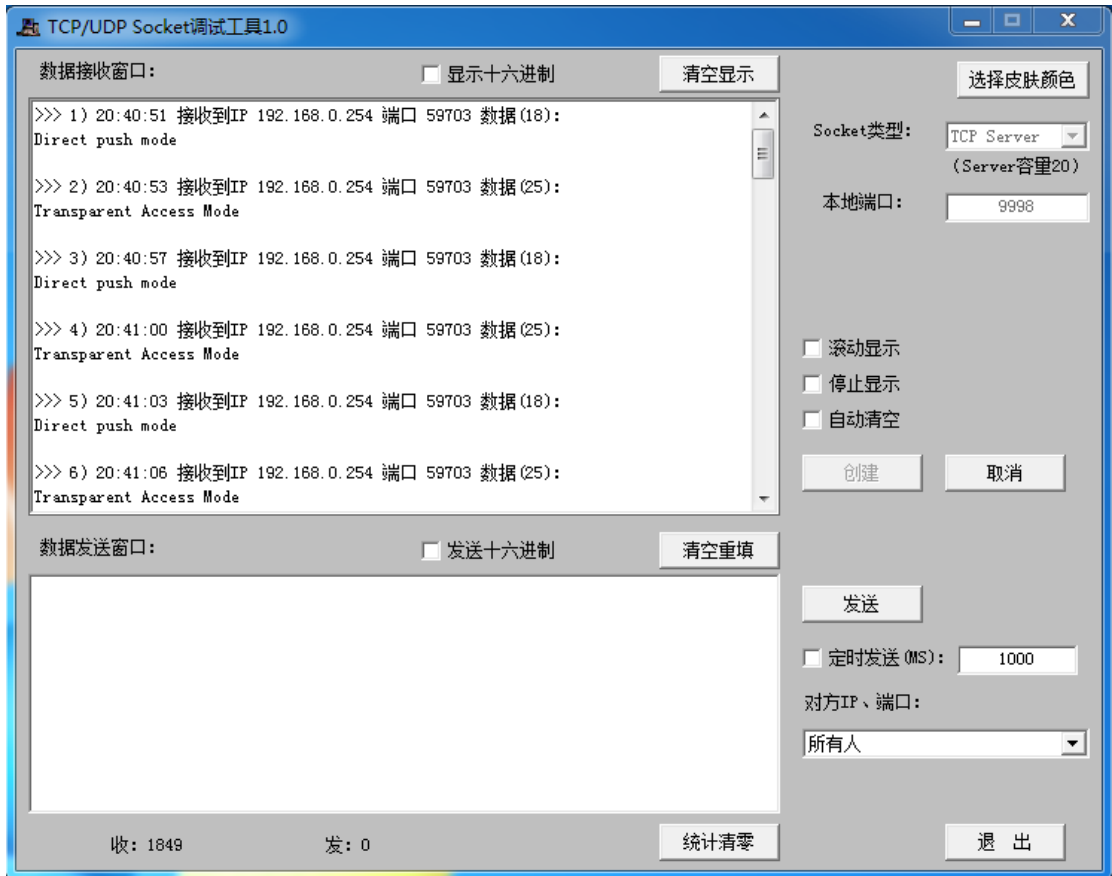 TCP/UDP Socket调试工具1.0
数据接收窗口:
显示十六进制
清空显示
选择皮肤颜色
>>> 1) 20:40:51 接收到IP 192.168.0.254 端口 59703 数据(18):
Direct push mode
>>> 2) 20:40:53 接收到IP 192.168.0.254 端口 59703 数据(25):
Transparent Access Mode
>>> 3) 20:40:57 接收到IP 192.168.0.254 端口 59703 数据(18):
Direct push mode
>>> 4) 20:41:00 接收到IP 192.168.0.254 端口 59703 数据(25):
Transparent Access Mode
>>> 5) 20:41:03 接收到IP 192.168.0.254 端口 59703 数据(18):
Direct push mode
>>> 6) 20:41:06 接收到IP 192.168.0.254 端口 59703 数据(25):
Transparent Access Mode
Socket类型:
TCP Server
(Server容量20)
本地端口:
9998
滚动显示
停止显示
自动清空
创建
取消
数据发送窗口:
发送十六进制
清空重填
发送
定时发送(MS):
1000
对方IP、端口:
所有人
收: 1849
发: 0
统计清零
退 出